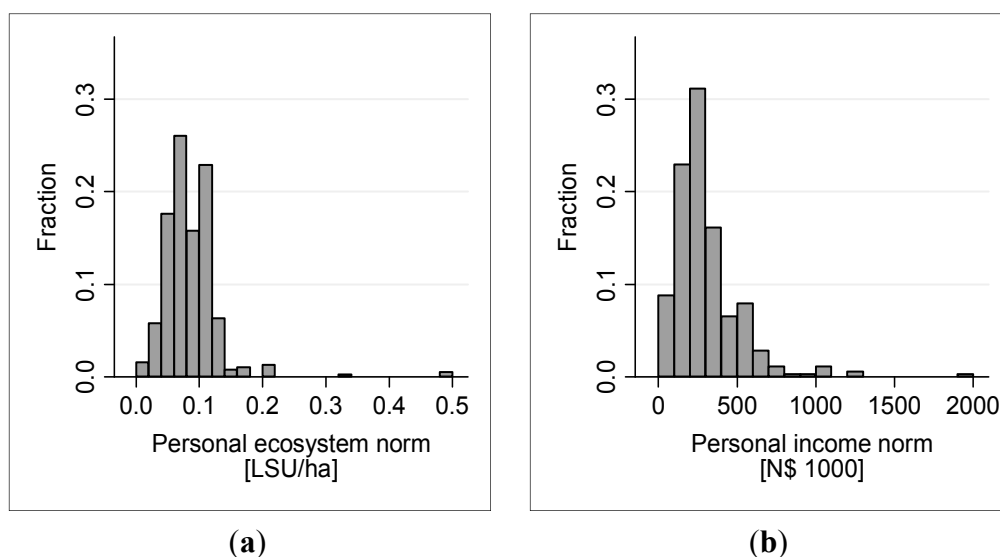 0.3
0.2
0.1
0.0
Fraction
0.0 0.1 0.2 0.3 0.4 0.5
Personal ecosystem norm
[LSU/ha]
(a)
0.3
0.2
0.1
0.0
Fraction
0 500 1000 1500 2000
Personal income norm
[N$ 1000]
(b)